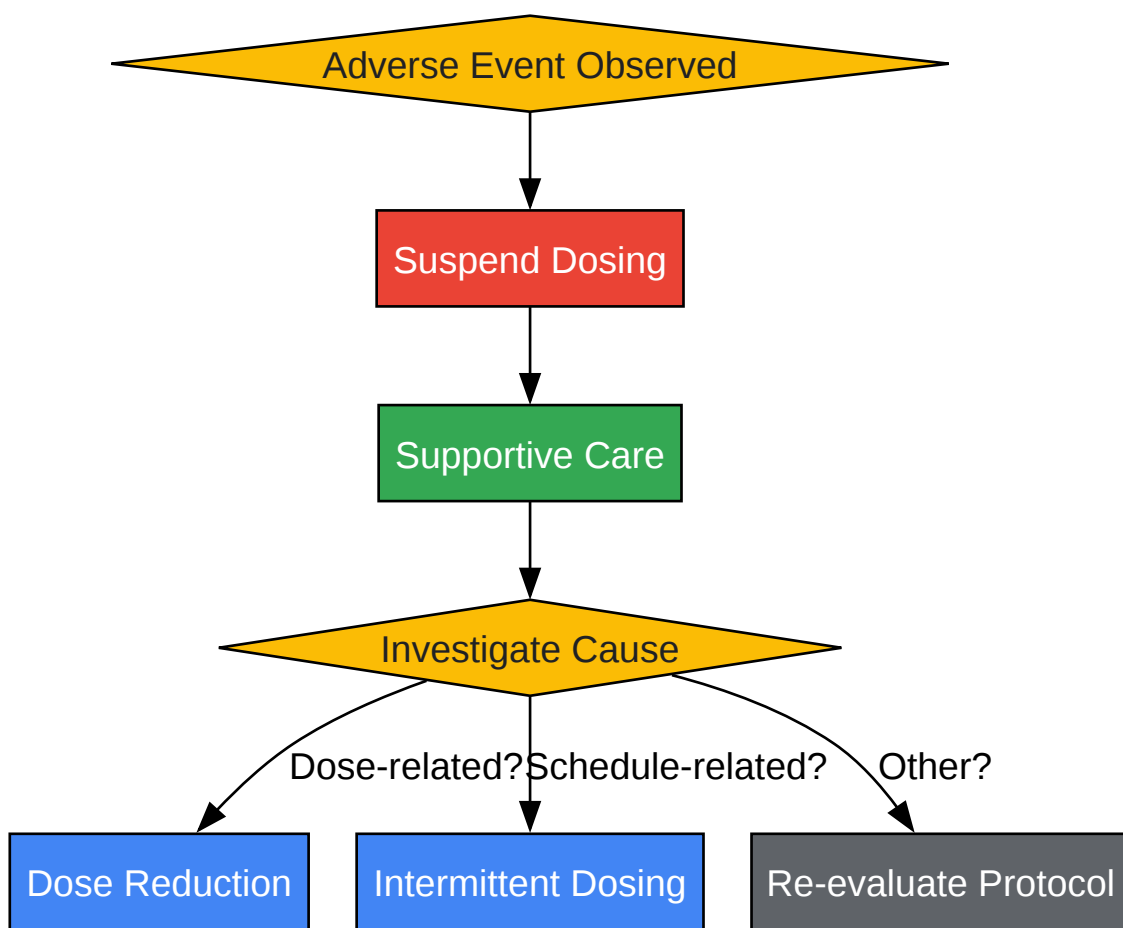 Adverse Event Observed
Suspend Dosing
Supportive Care
Investigate Cause
Dose-related?
Schedule-related?
Other?
Dose Reduction
Intermittent Dosing
Re-evaluate Protocol